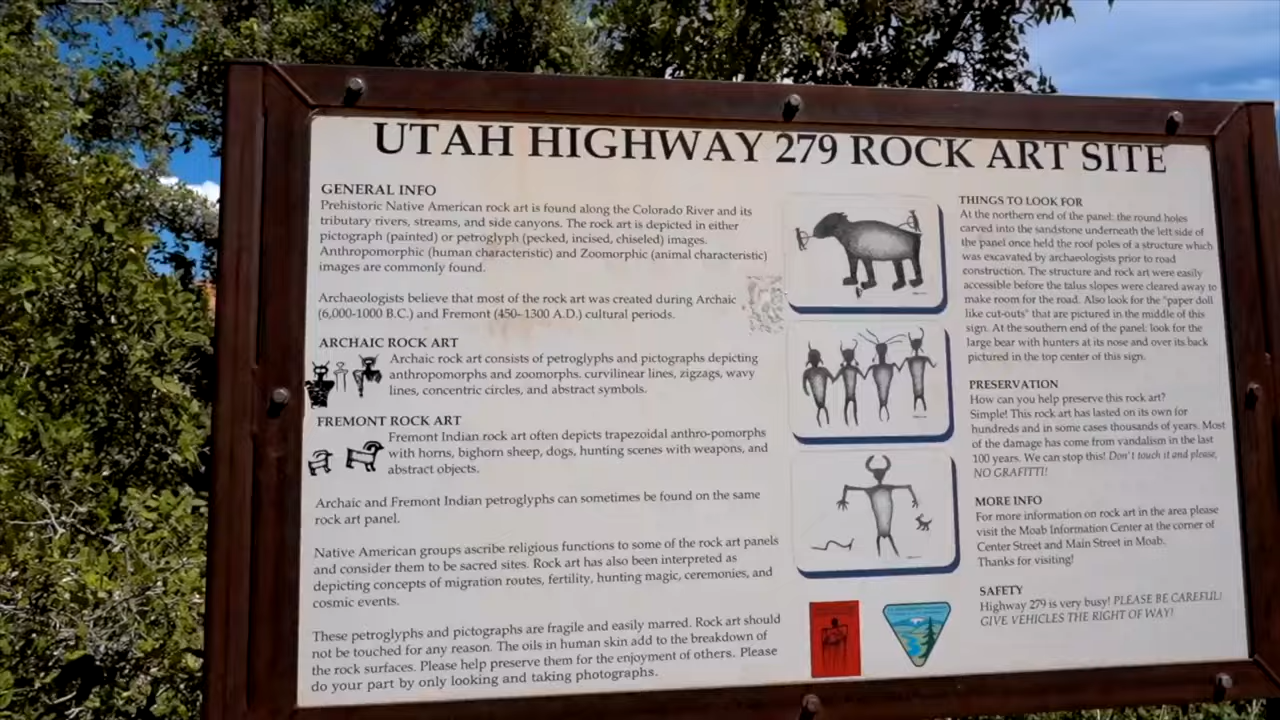 UTAH HIGHWAY 279 ROCK ART SITE
GENERAL INFO
Prehistoric Native American rock art is found along the Colorado River and its
tributary rivers, streams, and side canyons. The rock art is depicted in either
pictograph (painted) or petroglyph (pecked, incised, chiseled) images.
Anthropomorphic (human characteristic) and Zoomorphic (animal characteristic)
images are commonly found.
Archaeologists believe that most of the rock art was created during Archaic
(6,000-1000 B.C.) and Fremont (450- 1300 A.D.) cultural periods.
ARCHAIC ROCK ART
Archaic rock art consists of petroglyphs and pictographs depicting
anthropomorphs and zoomorphs. curvilinear lines, zigzags, wavy
lines, concentric circles, and abstract symbols.
FREMONT ROCK ART
Fremont Indian rock art often depicts trapezoidal anthro-pomorphs
with horns, bighorn sheep, dogs, hunting scenes with weapons, and
abstract objects.
Archaic and Fremont Indian petroglyphs can sometimes be found on the same
rock art panel.
Native American groups ascribe religious functions to some of the rock art panels
and consider them to be sacred sites. Rock art has also been interpreted as
depicting concepts of migration routes, fertility, hunting magic, ceremonies, and
cosmic events.
These petroglyphs and pictographs are fragile and easily marred. Rock art should
not be touched for any reason. The oils in human skin add to the breakdown of
the rock surfaces. Please help preserve them for the enjoyment of others. Please
do your part by only looking and taking photographs.
THINGS TO LOOK FOR
At the northern end of the panel: the round holes
carved into the sandstone underneath the left side of
the panel once held the roof poles of a structure which
was excavated by archaeologists prior to road
construction. The structure and rock art were easily
accessible before the talus slopes were cleared away to
make room for the road. Also look for the "paper doll
like cut-outs" that are pictured in the middle of this
sign. At the southern end of the panel: look for the
large bear with hunters at its nose and over its back
pictured in the top center of this sign.
PRESERVATION
How can you help preserve this rock art?
Simple! This rock art has lasted on its own for
hundreds and in some cases thousands of years. Most
of the damage has come from vandalism in the last
100 years. We can stop this! Don't touch it and please,
NO GRAFITTI!
MORE INFO
For more information on rock art in the area please
visit the Moab Information Center at the corner of
Center Street and Main Street in Moab.
Thanks for visiting!
SAFETY
Highway 279 is very busy! PLEASE BE CAREFUL!
GIVE VEHICLES THE RIGHT OF WAY!